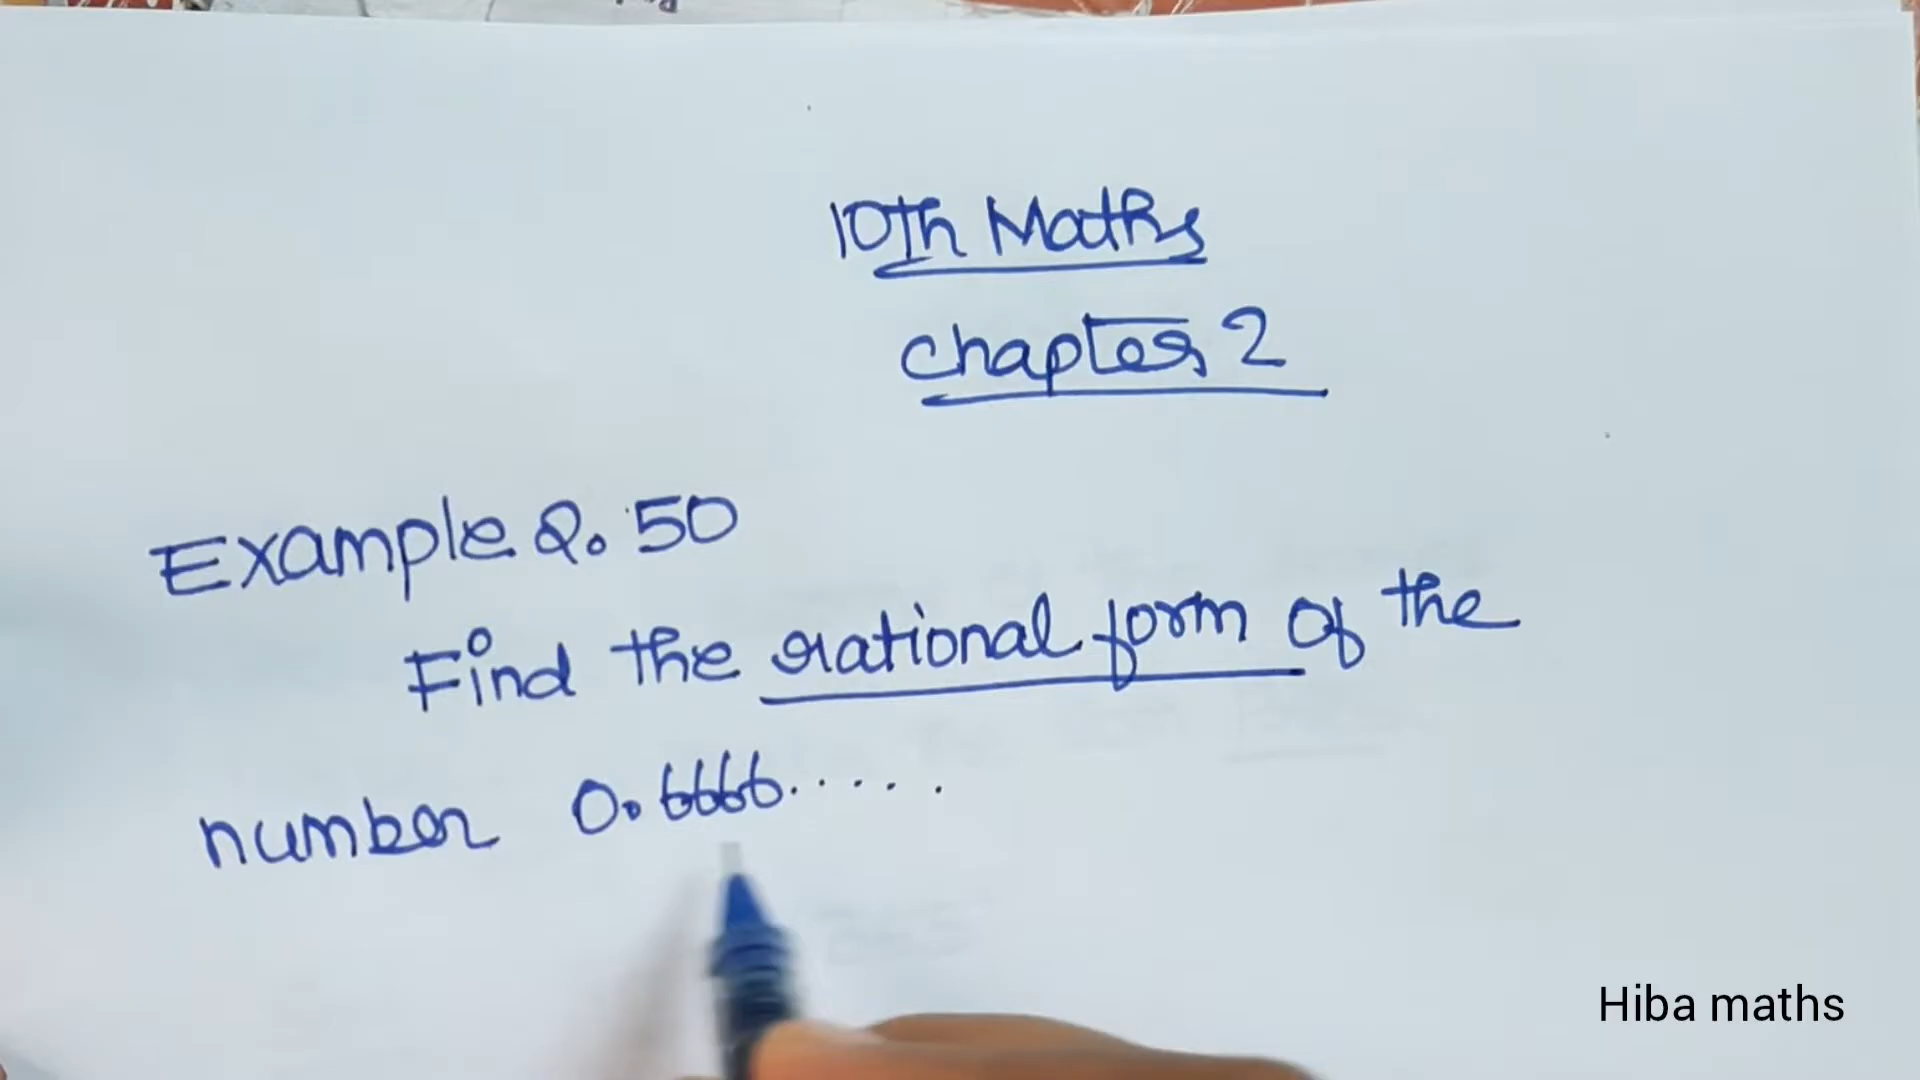 10th Maths
chapter 2
Example 2.50
Find the rational form of the
number 0.6666.....
Hiba maths